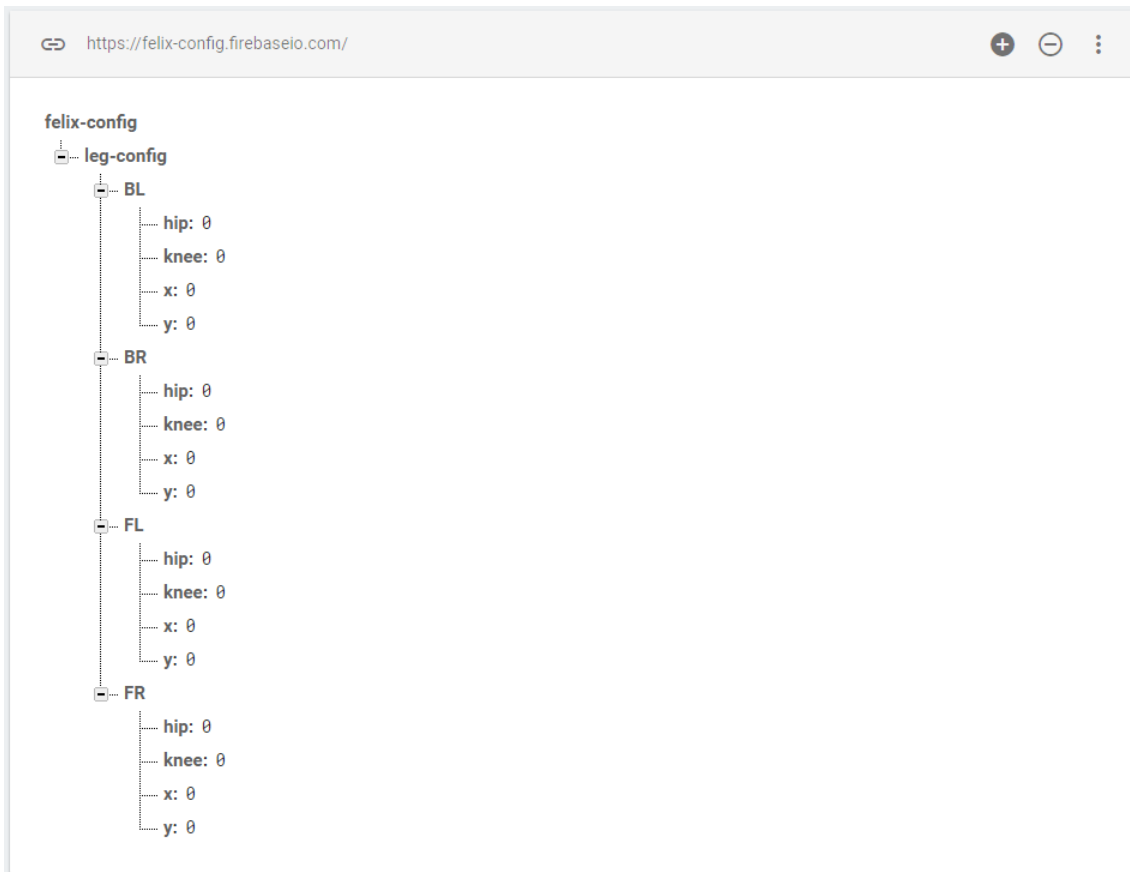 https://felix-config.firebaseio.com/
felix-config
leg-config
BL
hip: 0
knee: 0
x: 0
y: 0
BR
hip: 0
knee: 0
x: 0
y: 0
FL
hip: 0
knee: 0
x: 0
y: 0
FR
hip: 0
knee: 0
x: 0
y: 0